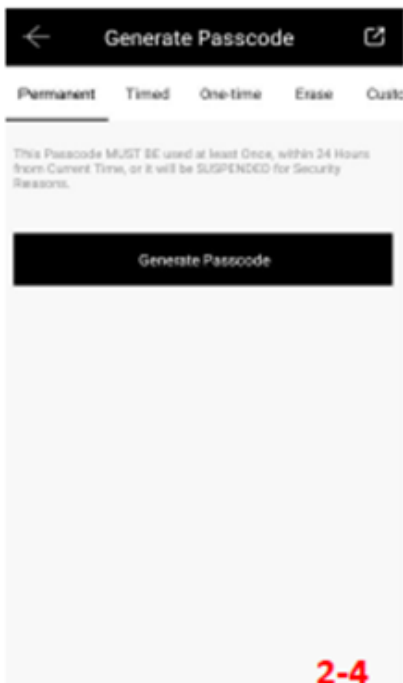 Generate Passcode
Permanent Timed One-time Erase Custo
This Passcode MUST BE used at least Once, within 24 Hours
from Current Time, or it will be SUSPENDED for Security
Reasons.
Generate Passcode
2-4